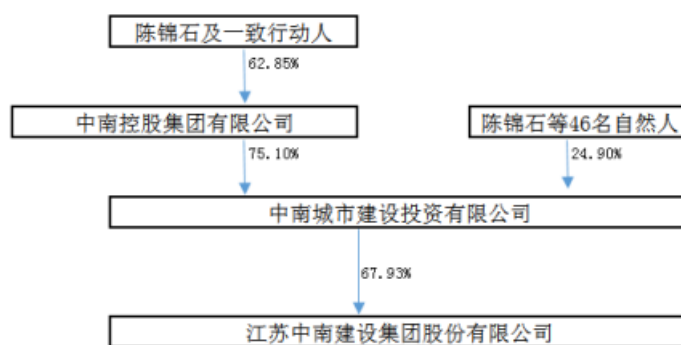 陈锦石及一致行动人
62.85%
中南控股集团有限公司
陈锦石等46名自然人
75.10%
24.90%
中南城市建设投资有限公司
67.93%
江苏中南建设集团股份有限公司